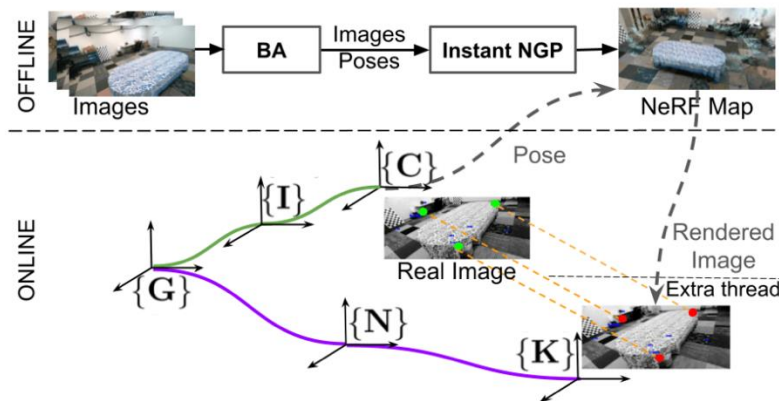 OFFLINE
Images
BA
Images
Poses
Instant NGP
NeRF Map
ONLINE
Pose
{C}
{I}
{G}
Real Image
Rendered
Image
Extra thread
{N}
{K}